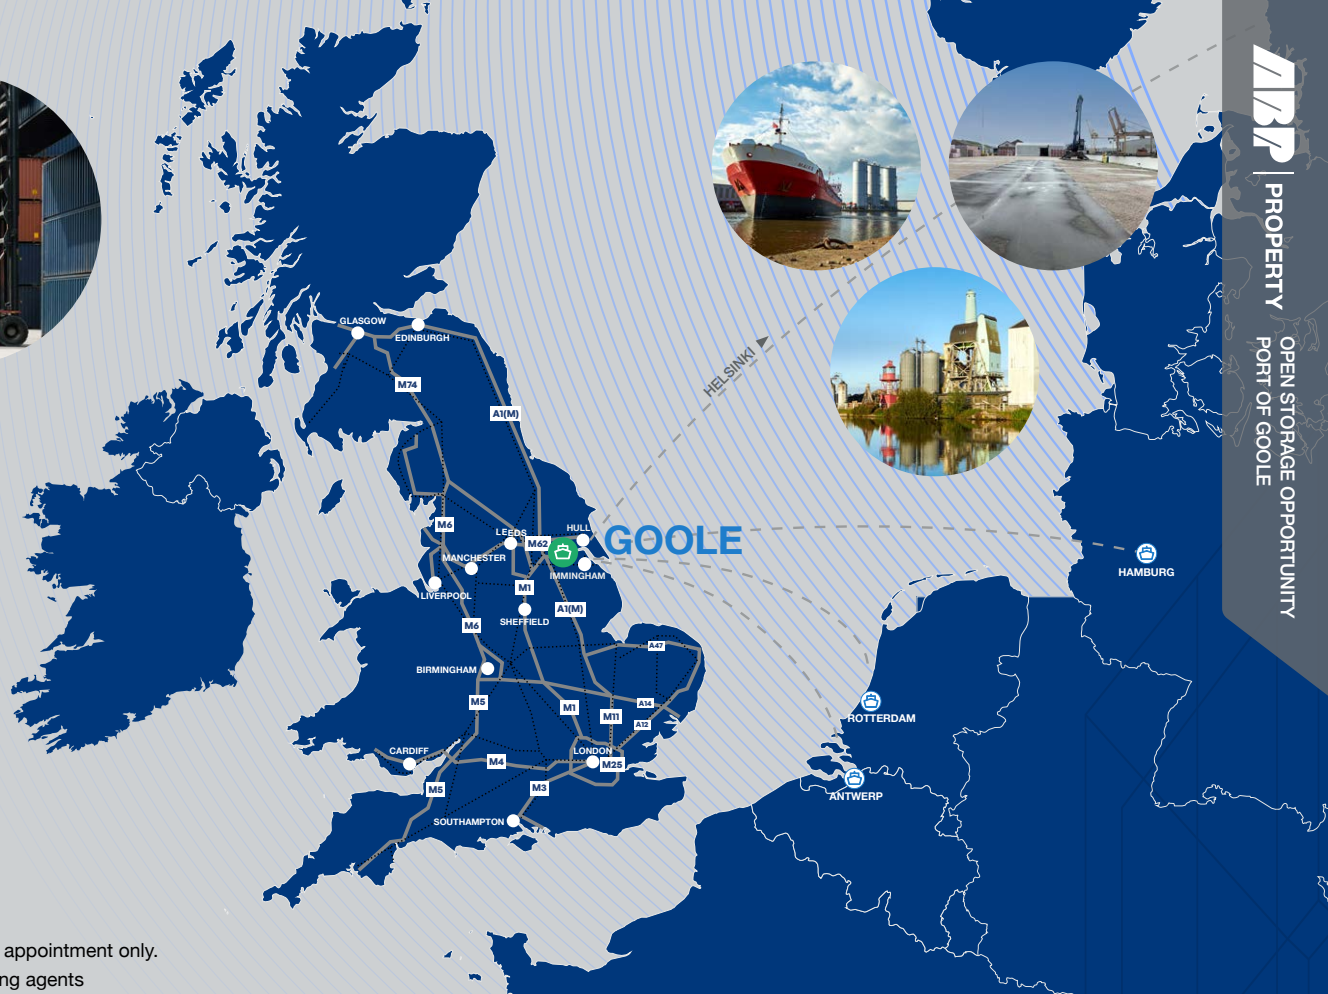 ABP
PROPERTY
OPEN STORAGE OPPORTUNITY
PORT OF GOOLE
GLASGOW
EDINBURGH
M74
A1(M)
HELSINKI
M6
LEEDS
M62
HULL
GOOLE
MANCHESTER
IMMINGHAM
HAMBURG
LIVERPOOL
M1
A1(M)
SHEFFIELD
M6
A47
BIRMINGHAM
M5
M1
A14
M11
A12
ROTTERDAM
CARDIFF
LONDON
M4
M25
M5
M3
ANTWERP
SOUTHAMPTON
appointment only.
ng agents